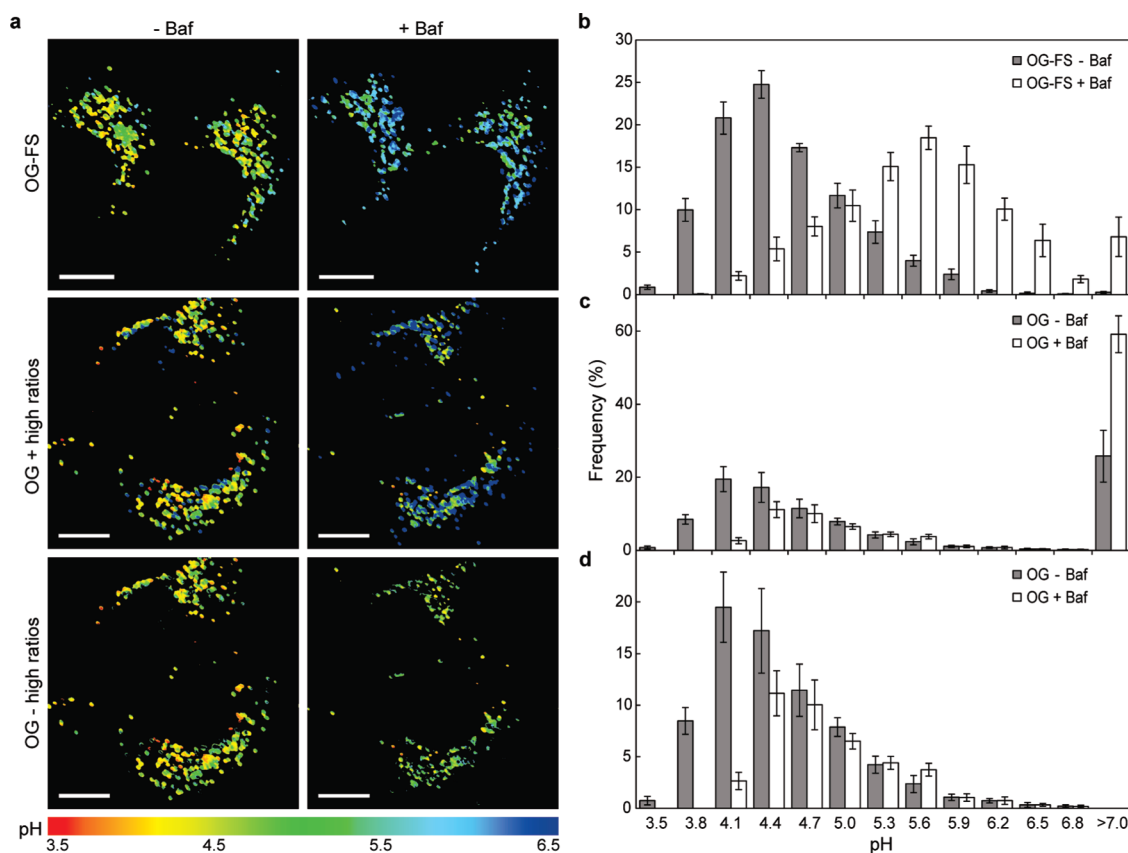 a
- Baf
+ Baf
OG-FS
OG + high ratios
OG - high ratios
pH
3.5
4.5
5.5
6.5
b
30
25
20
15
10
5
0
OG-FS - Baf
OG-FS + Baf
c
60
40
20
0
OG - Baf
OG + Baf
Frequency (%)
d
20
15
10
5
0
OG - Baf
OG + Baf
3.5 3.8 4.1 4.4 4.7 5.0 5.3 5.6 5.9 6.2 6.5 6.8 >7.0
pH